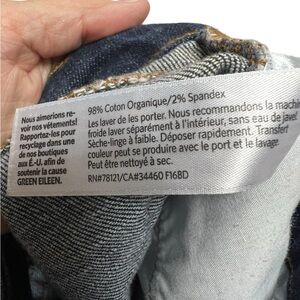 Nous aimerions re-
voir nos vêtements!
Rapportez-les pour
recyclage dans une
de nos boutiques
aux É.-U. afin de
soutenir la cause
GREEN EILEEN.
98% Coton Organique/2% Spandex
Les laver de les porter. Nous recommandons la machin
froide laver séparément à l'intérieur, sans eau de javel
Sèche-linge à faible. Déposer rapidement. Transfert
couleur peut se produire avec le port et le lavage
Peut être nettoyé à sec.
RN#78121/CA#34460 F16BD